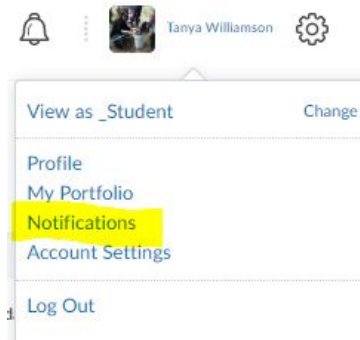 Tanya Williamson
View as _Student Change
Profile
My Portfolio
Notifications
Account Settings
Log Out